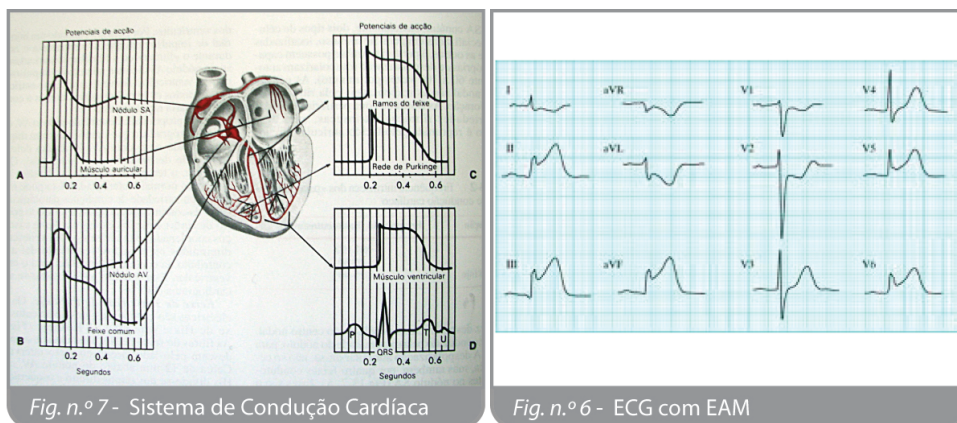 Potenciais de acção
Nódulo SA
Músculo auricular
A
0.2 0.4 0.6
Nódulo AV
Feixe comum
B
0.2 0.4 0.6
Segundos
Potenciais de acção
Ramos do feixe
Rede de Purkinge
C
0.2 0.4 0.6
Músculo ventricular
P
QRS
T
U
D
0.2 0.4 0.6
Segundos
Fig. n.º 7 - Sistema de Condução Cardíaca
I aVR V1 V4
II aVL V2 V5
III aVF V3 V6
Fig. n.º 6 - ECG com EAM